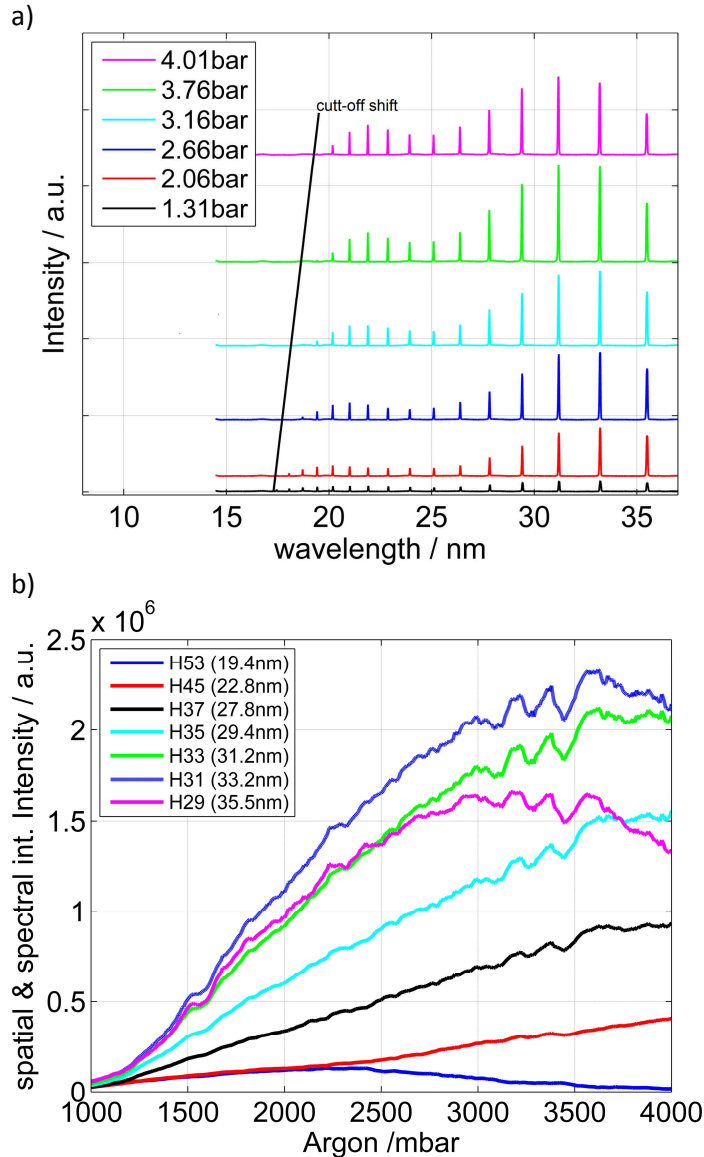 a)
4.01bar
3.76bar
3.16bar
2.66bar
2.06bar
1.31bar
cutt-off shift
Intensity / a.u.
10 15 20 25 30 35
wavelength / nm
b)
x 10^6
2.5
2
1.5
1
0.5
0
H53 (19.4nm)
H45 (22.8nm)
H37 (27.8nm)
H35 (29.4nm)
H33 (31.2nm)
H31 (33.2nm)
H29 (35.5nm)
spatial & spectral int. Intensity / a.u.
1000 1500 2000 2500 3000 3500 4000
Argon /mbar